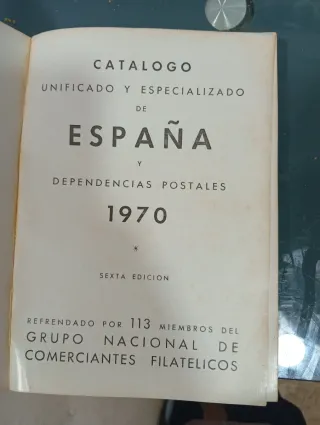 CATALOGO
UNIFICADO Y ESPECIALIZADO
DE
ESPAÑA
Y
DEPENDENCIAS POSTALES
1970
*
SEXTA EDICIÓN
REFRENDADO POR 113 MIEMBROS DEL
GRUPO NACIONAL DE
COMERCIANTES FILATELICOS